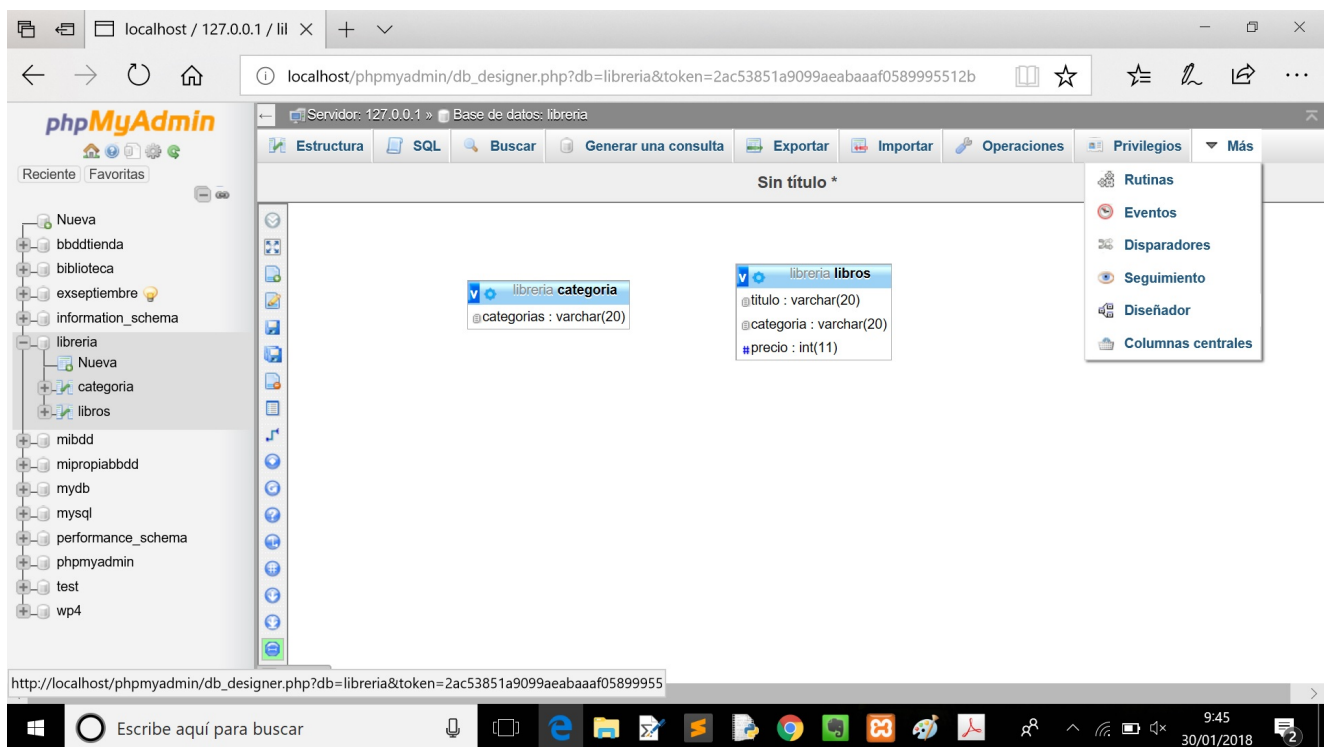 localhost / 127.0.0.1 / lil
localhost/phpmyadmin/db_designer.php?db=libreria&token=2ac53851a9099aeabaaaf0589995512b
phpMyAdmin
Reciente Favoritas
Nueva
bbddtienda
biblioteca
exseptiembre
information_schema
libreria
Nueva
categoria
libros
mibdd
mipropiabbdd
mydb
mysql
performance_schema
phpmyadmin
test
wp4
Servidor: 127.0.0.1 » Base de datos: libreria
Estructura SQL Buscar Generar una consulta Exportar Importar Operaciones Privilegios Más
Sin título *
Rutinas
Eventos
Disparadores
Seguimiento
Diseñador
Columnas centrales
v libreria categoria
categorias : varchar(20)
v libreria libros
titulo : varchar(20)
categoria : varchar(20)
#precio : int(11)
http://localhost/phpmyadmin/db_designer.php?db=libreria&token=2ac53851a9099aeabaaaf05899955
Escribe aquí para buscar
9:45
30/01/2018
2